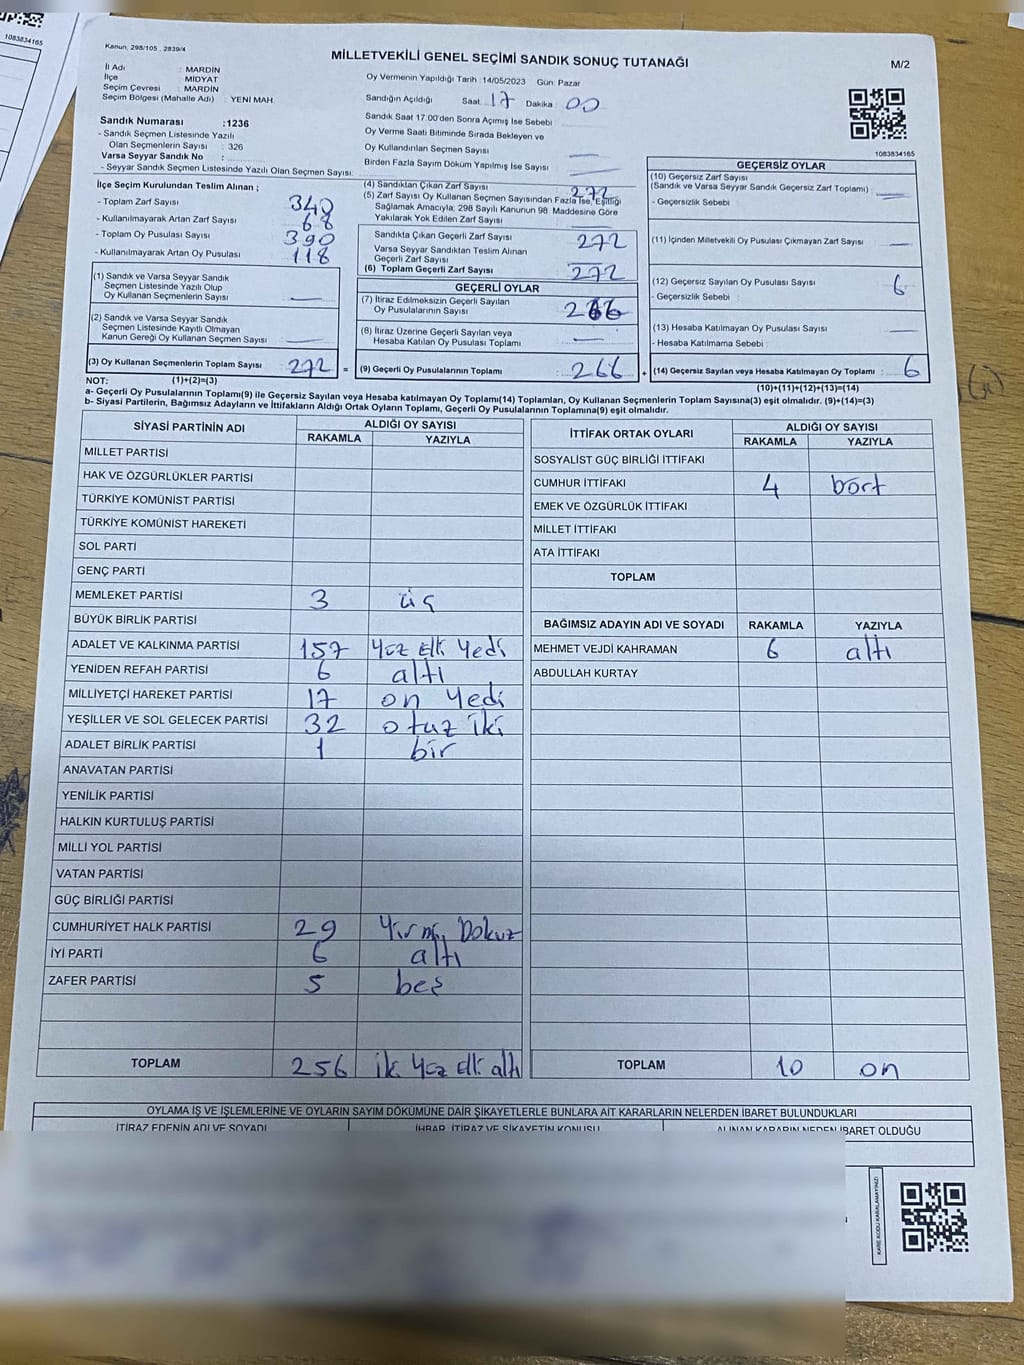 1083834165
Kanun; 298/105 , 2839/4
MİLLETVEKİLİ GENEL SEÇİMİ SANDIK SONUÇ TUTANAĞI
M/2
İl Adı : MARDİN
İlçe : MİDYAT
Seçim Çevresi : MARDİN
Seçim Bölgesi (Mahalle Adı) : YENİ MAH.
Oy Vermenin Yapıldığı Tarih :14/05/2023 Gün: Pazar
Sandığın Açıldığı Saat 17 Dakika : 00
Sandık Saat 17:00'den Sonra Açılmış İse Sebebi :
Oy Verme Saati Bitiminde Sırada Bekleyen ve
Oy Kullandırılan Seçmen Sayısı
Birden Fazla Sayım Döküm Yapılmış İse Sayısı
1083834165
Sandık Numarası :1236
- Sandık Seçmen Listesinde Yazılı
Olan Seçmenlerin Sayısı : 326
Varsa Seyyar Sandık No :
- Seyyar Sandık Seçmen Listesinde Yazılı Olan Seçmen Sayısı:
İlçe Seçim Kurulundan Teslim Alınan ;
- Toplam Zarf Sayısı 340
- Kullanılmayarak Artan Zarf Sayısı 68
- Toplam Oy Pusulası Sayısı 390
- Kullanılmayarak Artan Oy Pusulası 118
(1) Sandık ve Varsa Seyyar Sandık
Seçmen Listesinde Yazılı Olup
Oy Kullanan Seçmenlerin Sayısı —
(2) Sandık ve Varsa Seyyar Sandık
Seçmen Listesinde Kayıtlı Olmayan
Kanun Gereği Oy Kullanan Seçmen Sayısı —
(3) Oy Kullanan Seçmenlerin Toplam Sayısı 272 =
(4) Sandıktan Çıkan Zarf Sayısı 272
(5) Zarf Sayısı Oy Kullanan Seçmen Sayısından Fazla İse, Eşitliği
Sağlamak Amacıyla, 298 Sayılı Kanunun 98. Maddesine Göre
Yakılarak Yok Edilen Zarf Sayısı
Sandıkta Çıkan Geçerli Zarf Sayısı 272
Varsa Seyyar Sandıktan Teslim Alınan
Geçerli Zarf Sayısı
(6) Toplam Geçerli Zarf Sayısı 272
GEÇERLİ OYLAR
(7) İtiraz Edilmeksizin Geçerli Sayılan
Oy Pusulalarının Sayısı 266
(8) İtiraz Üzerine Geçerli Sayılan veya
Hesaba Katılan Oy Pusulası Toplamı —
(9) Geçerli Oy Pusulalarının Toplamı 266 +
GEÇERSİZ OYLAR
(10) Geçersiz Zarf Sayısı
(Sandık ve Varsa Seyyar Sandık Geçersiz Zarf Toplamı) : —
- Geçersizlik Sebebi :
(11) İçinden Milletvekili Oy Pusulası Çıkmayan Zarf Sayısı —
(12) Geçersiz Sayılan Oy Pusulası Sayısı 6
- Geçersizlik Sebebi :
(13) Hesaba Katılmayan Oy Pusulası Sayısı —
- Hesaba Katılmama Sebebi :
(14) Geçersiz Sayılan veya Hesaba Katılmayan Oy Toplamı : 6
NOT: (1)+(2)=(3)
(10)+(11)+(12)+(13)=(14)
a- Geçerli Oy Pusulalarının Toplamı(9) ile Geçersiz Sayılan veya Hesaba katılmayan Oy Toplamı(14) Toplamları, Oy Kullanan Seçmenlerin Toplam Sayısına(3) eşit olmalıdır. (9)+(14)=(3)
b- Siyasi Partilerin, Bağımsız Adayların ve İttifakların Aldığı Ortak Oyların Toplamı, Geçerli Oy Pusulalarının Toplamına(9) eşit olmalıdır.
SİYASİ PARTİNİN ADI ALDIĞI OY SAYISI
RAKAMLA YAZIYLA
MİLLET PARTİSİ
HAK VE ÖZGÜRLÜKLER PARTİSİ
TÜRKİYE KOMÜNİST PARTİSİ
TÜRKİYE KOMÜNİST HAREKETİ
SOL PARTİ
GENÇ PARTİ
MEMLEKET PARTİSİ 3 üç
BÜYÜK BİRLİK PARTİSİ
ADALET VE KALKINMA PARTİSİ 157 Yüz Elli Yedi
YENİDEN REFAH PARTİSİ 6 altı
MİLLİYETÇİ HAREKET PARTİSİ 17 on Yedi
YEŞİLLER VE SOL GELECEK PARTİSİ 32 otuz iki
ADALET BİRLİK PARTİSİ 1 bir
ANAVATAN PARTİSİ
YENİLİK PARTİSİ
HALKIN KURTULUŞ PARTİSİ
MİLLİ YOL PARTİSİ
VATAN PARTİSİ
GÜÇ BİRLİĞİ PARTİSİ
CUMHURİYET HALK PARTİSİ 29 Yirmi Dokuz
İYİ PARTİ 6 altı
ZAFER PARTİSİ 5 beş
TOPLAM 256 iki Yüz Elli altı
İTTİFAK ORTAK OYLARI ALDIĞI OY SAYISI
RAKAMLA YAZIYLA
SOSYALİST GÜÇ BİRLİĞİ İTTİFAKI
CUMHUR İTTİFAKI 4 dört
EMEK VE ÖZGÜRLÜK İTTİFAKI
MİLLET İTTİFAKI
ATA İTTİFAKI
TOPLAM
BAĞIMSIZ ADAYIN ADI VE SOYADI RAKAMLA YAZIYLA
MEHMET VEJDİ KAHRAMAN 6 altı
ABDULLAH KURTAY
TOPLAM 10 on
OYLAMA İŞ VE İŞLEMLERİNE VE OYLARIN SAYIM DÖKÜMÜNE DAİR ŞİKAYETLERLE BUNLARA AİT KARARLARIN NELERDEN İBARET BULUNDUKLARI
İTİRAZ EDENİN ADI VE SOYADI İHBAR, İTİRAZ VE ŞİKAYETİN KONUSU ALINAN KARARIN NEDEN İBARET OLDUĞU
KARE KODU KARALAMAYINIZ!